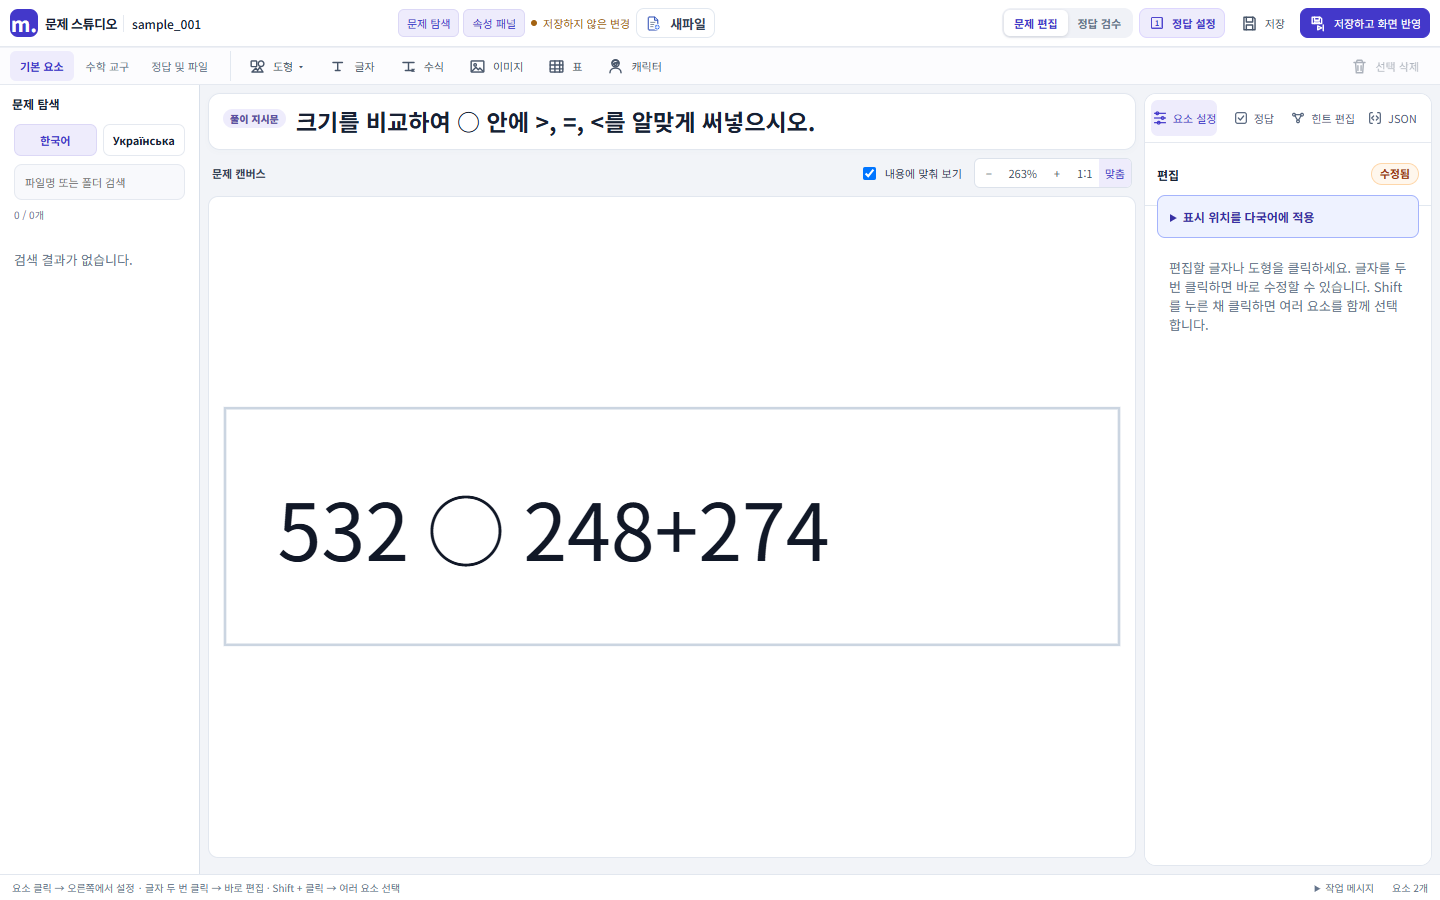 m. 문제 스튜디오 sample_001
문제 탐색 속성 패널 저장하지 않은 변경 새파일
문제 편집 정답 검수 1 정답 설정 저장 저장하고 화면 반영
기본 요소 수학 교구 정답 및 파일 도형 글자 수식 이미지 표 캐릭터 선택 삭제
문제 탐색
한국어 Українська
파일명 또는 폴더 검색
0 / 0개
검색 결과가 없습니다.
풀이 지시문 크기를 비교하여 ◯ 안에 >, =, <를 알맞게 써넣으시오.
문제 캔버스 내용에 맞춰 보기 − 263% + 1:1 맞춤
532 ◯ 248+274
요소 설정 정답 힌트 편집 JSON
편집 수정됨
▶ 표시 위치를 다국어에 적용
편집할 글자나 도형을 클릭하세요. 글자를 두
번 클릭하면 바로 수정할 수 있습니다. Shift
를 누른 채 클릭하면 여러 요소를 함께 선택
합니다.
요소 클릭 → 오른쪽에서 설정 · 글자 두 번 클릭 → 바로 편집 · Shift + 클릭 → 여러 요소 선택
▶ 작업 메시지 요소 2개